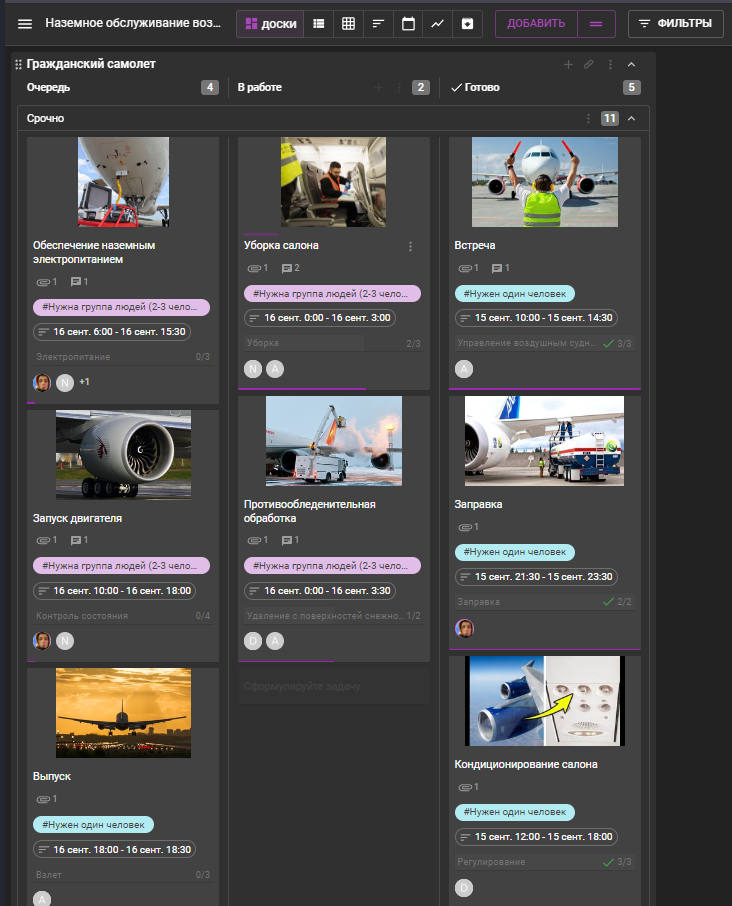 Наземное обслуживание воз...
ДОСКИ
ДОБАВИТЬ
ФИЛЬТРЫ
Гражданский самолет
Очередь 4
В работе 2
Готово 5
Срочно 11
Обеспечение наземным
электропитанием
1 1
#Нужна группа людей (2-3 чело...
16 сент. 6:00 - 16 сент. 15:30
Электропитание 0/3
N +1
Запуск двигателя
1 1
#Нужна группа людей (2-3 чело...
16 сент. 10:00 - 16 сент. 18:00
Контроль состояния 0/4
N
Выпуск
1
#Нужен один человек
16 сент. 18:00 - 16 сент. 18:30
Взлет 0/3
A
Уборка салона
1 2
#Нужна группа людей (2-3 чело...
16 сент. 0:00 - 16 сент. 3:00
Уборка 2/3
N A
Противообледенительная
обработка
1 1
#Нужна группа людей (2-3 чело...
16 сент. 0:00 - 16 сент. 3:30
Удаление с поверхностей снежно... 1/2
D A
Сформулируйте задачу
Встреча
1 1
#Нужен один человек
15 сент. 10:00 - 15 сент. 14:30
Управление воздушным судн... 3/3
A
Заправка
1
#Нужен один человек
15 сент. 21:30 - 15 сент. 23:30
Заправка 2/2
Кондиционирование салона
1
#Нужен один человек
15 сент. 12:00 - 15 сент. 18:00
Регулирование 3/3
D